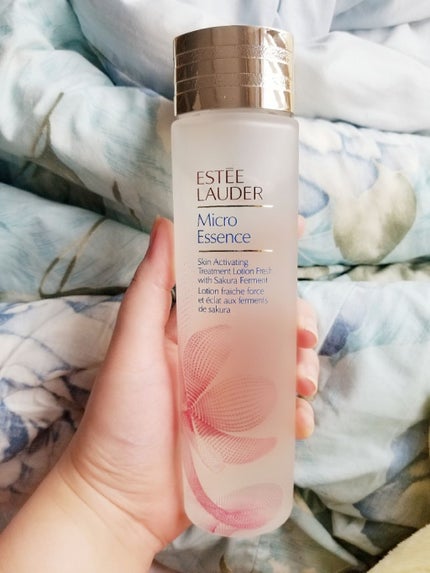 ESTĒE
LAUDER
Micro
Essence
Skin Activating
Treatment Lotion Fresh
with Sakura Ferment
Lotion fraîche force
et éclat aux ferments
de sakura